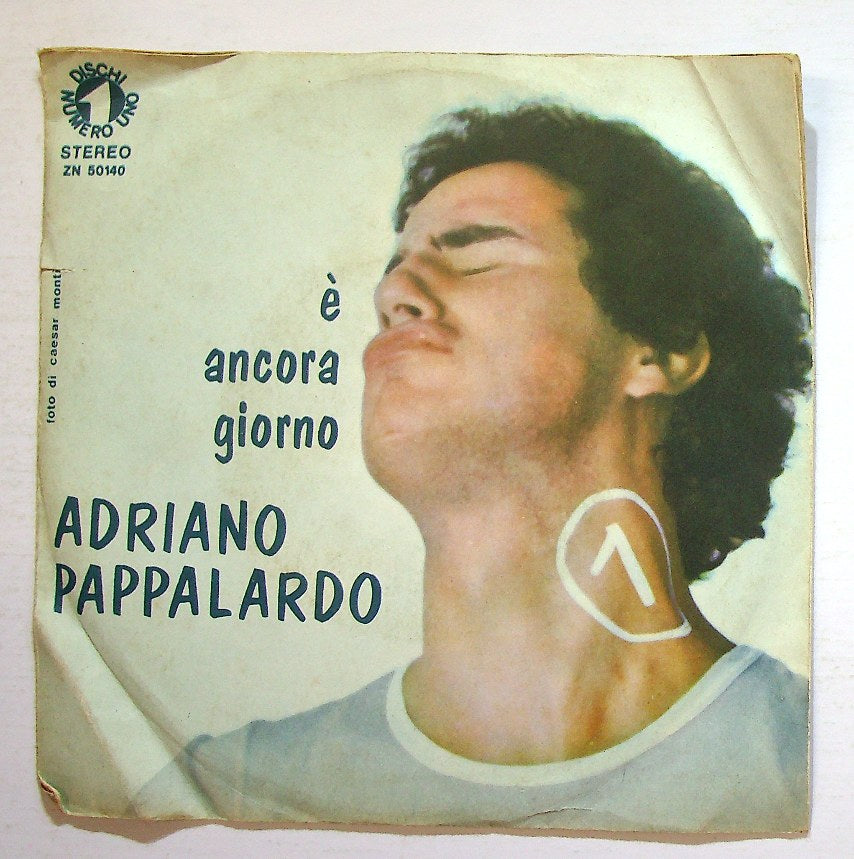 DISCHI
1
NUMERO UNO
STEREO
ZN 50140
foto di caesar monti
è
ancora
giorno
ADRIANO
PAPPALARDO
1